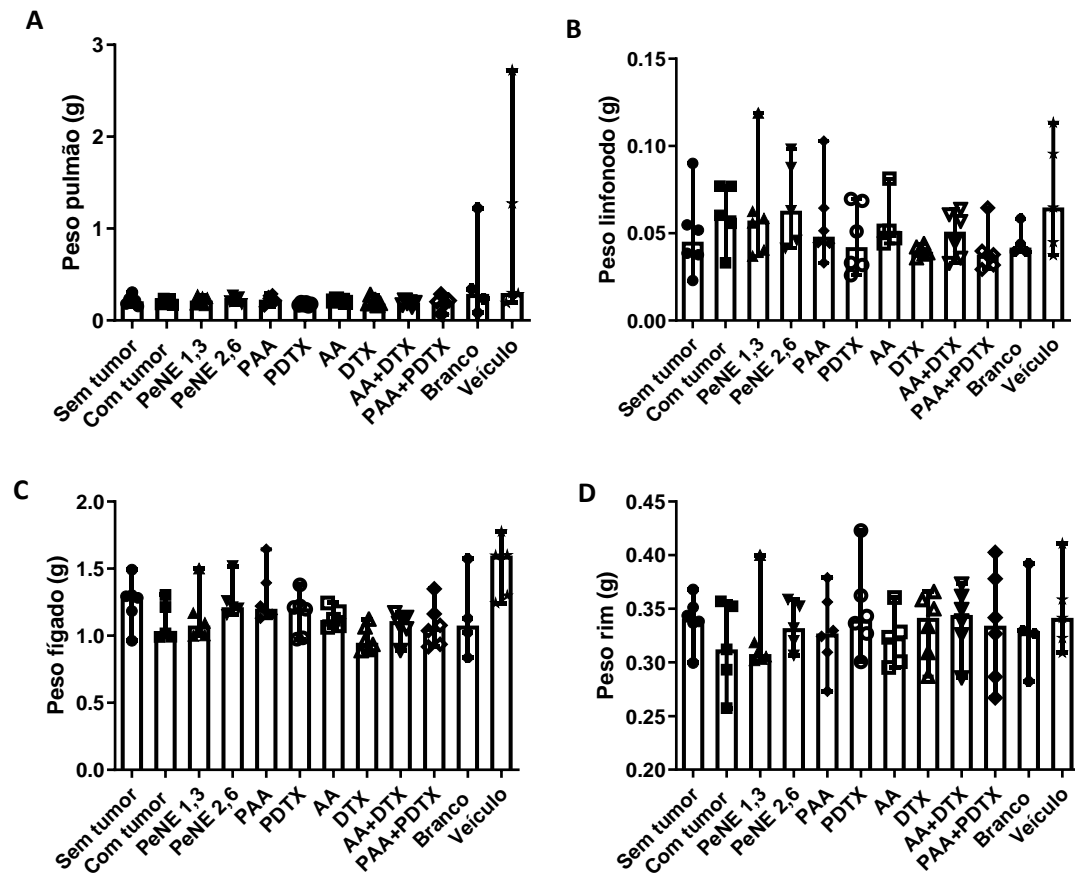 A
Peso pulmão (g)
3
2
1
0
Sem tumor
Com tumor
PeNE 1,3
PeNE 2,6
PAA
PDTX
AA
DTX
AA+DTX
PAA+PDTX
Branco
Veículo
B
Peso linfonodo (g)
0.15
0.10
0.05
0.00
Sem tumor
Com tumor
PeNE 1,3
PeNE 2,6
PAA
PDTX
AA
DTX
AA+DTX
PAA+PDTX
Branco
Veículo
C
Peso fígado (g)
2.0
1.5
1.0
0.5
0.0
Sem tumor
Com tumor
PeNE 1,3
PeNE 2,6
PAA
PDTX
AA
DTX
AA+DTX
PAA+PDTX
Branco
Veículo
D
Peso rim (g)
0.45
0.40
0.35
0.30
0.25
0.20
Sem tumor
Com tumor
PeNE 1,3
PeNE 2,6
PAA
PDTX
AA
DTX
AA+DTX
PAA+PDTX
Branco
Veículo